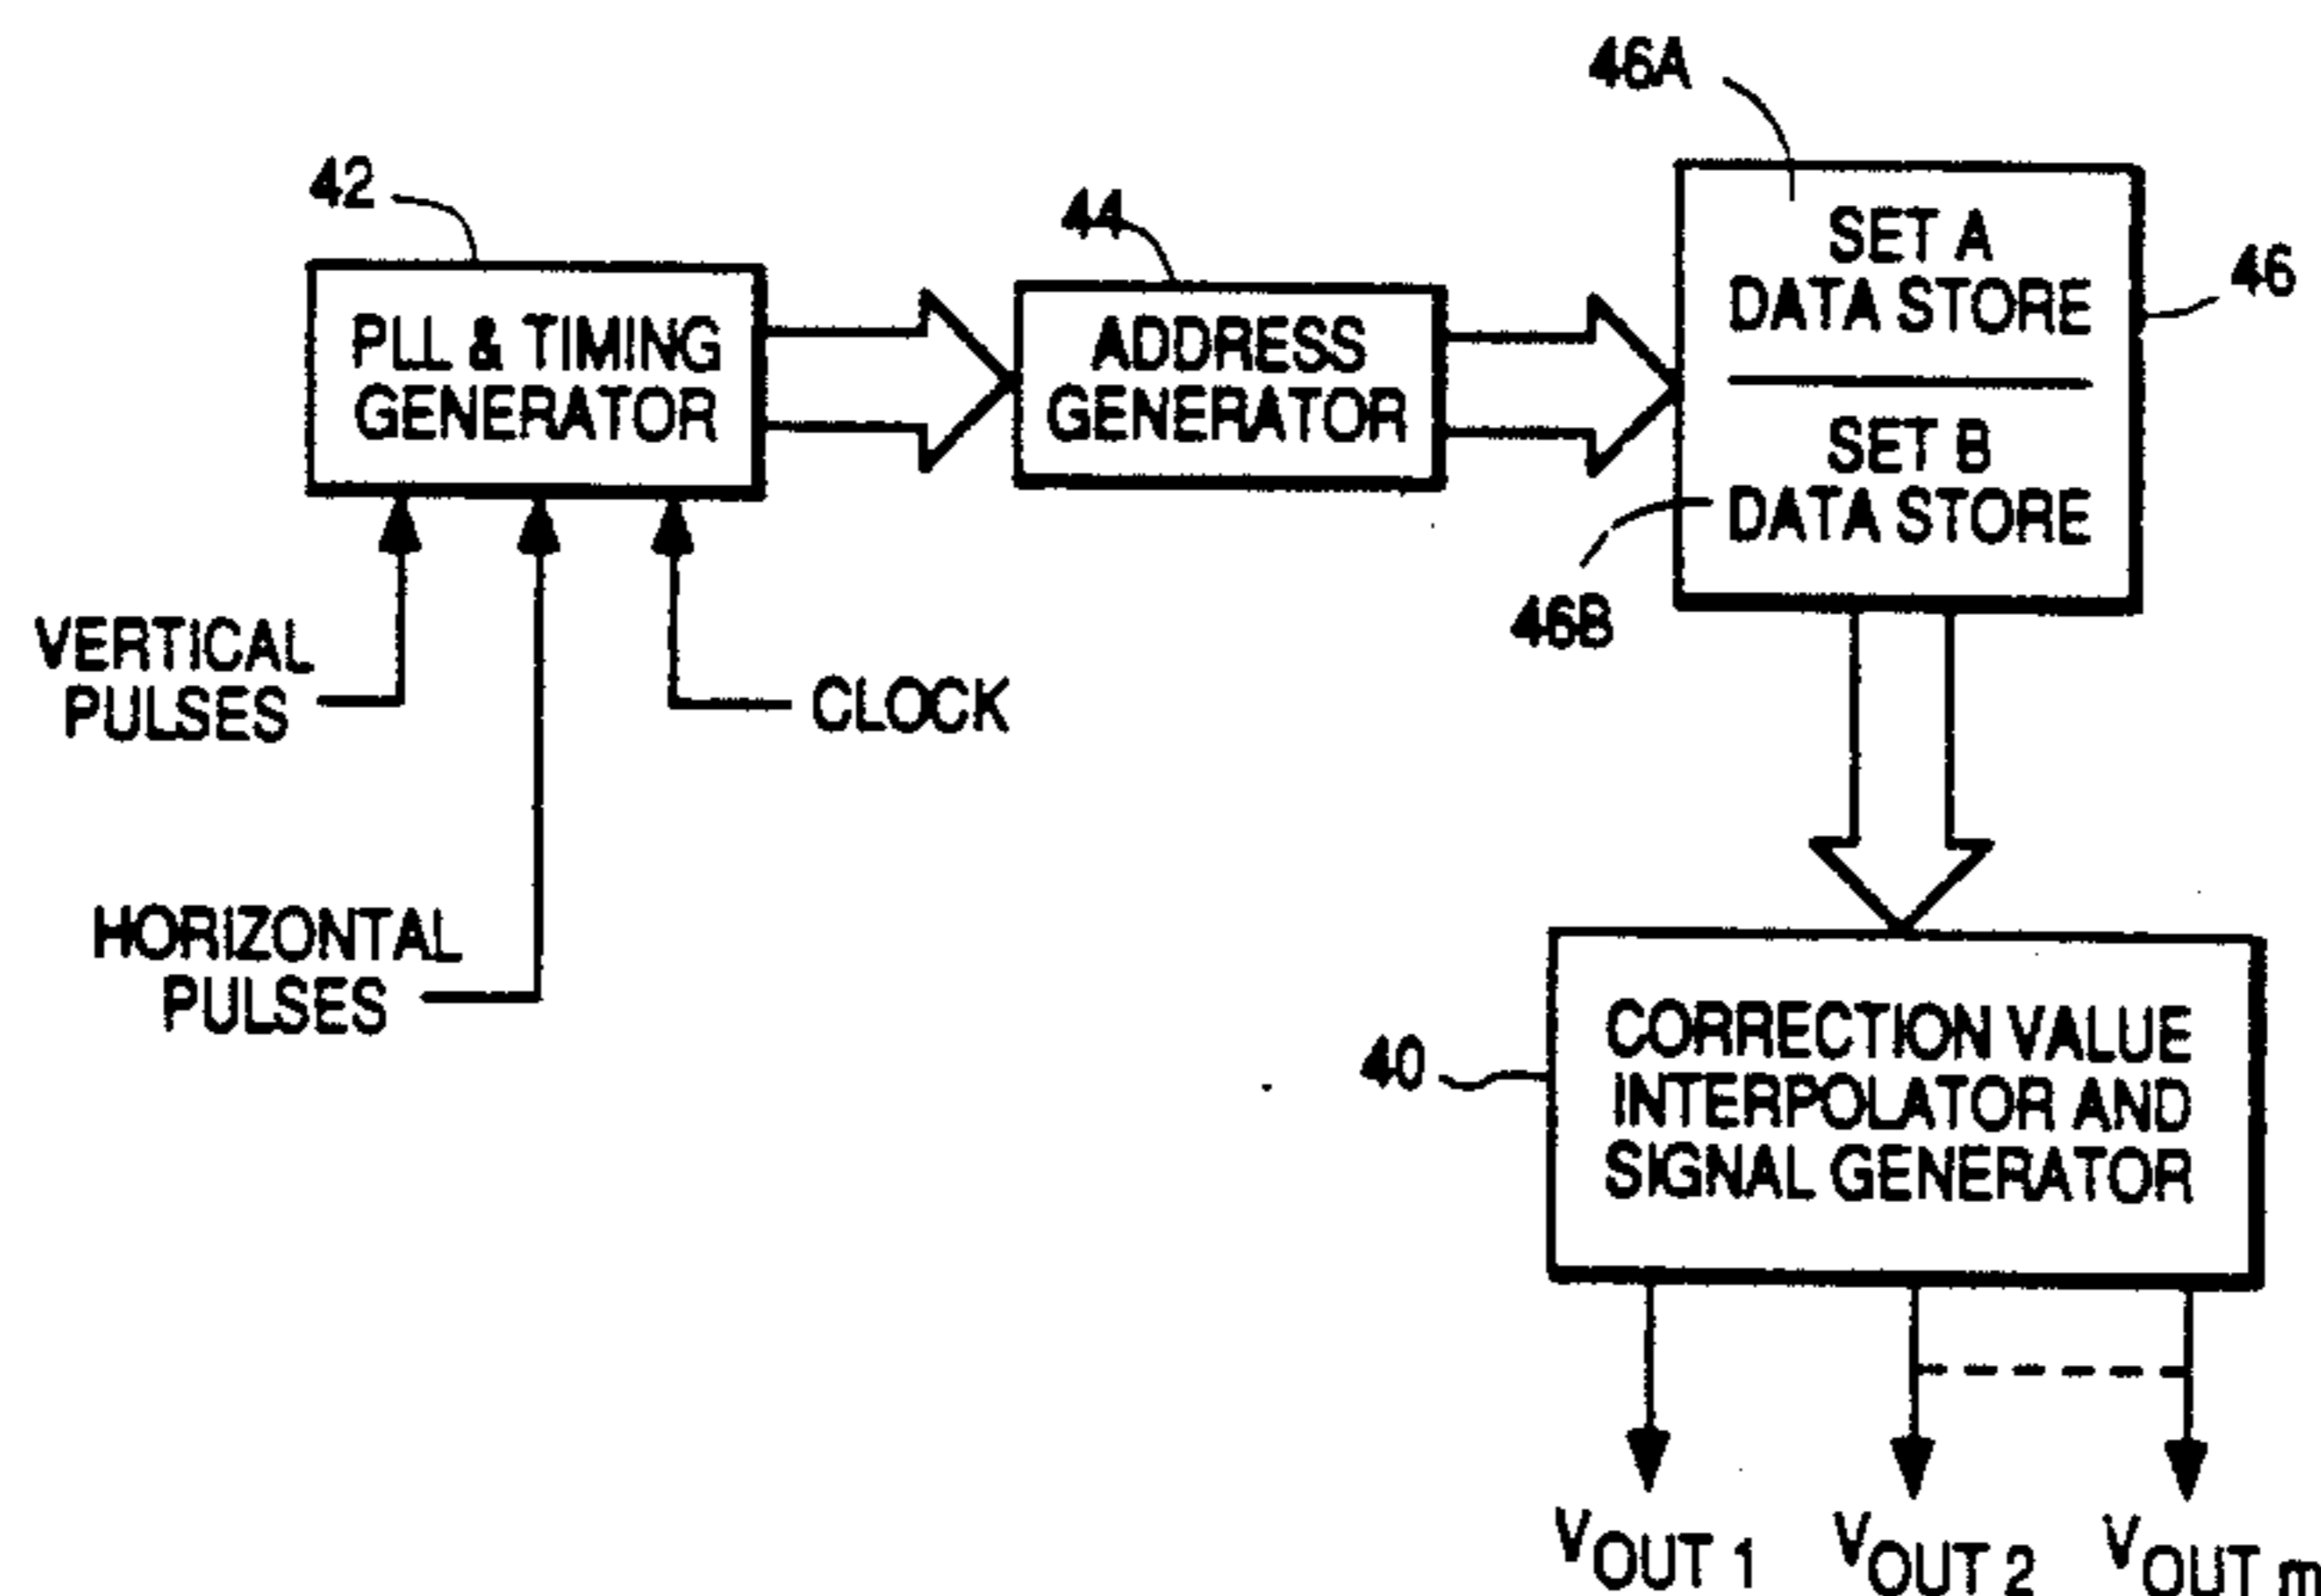 46A
42
44
SET A
DATA STORE
46
PLL & TIMING
GENERATOR
ADDRESS
GENERATOR
SET B
DATA STORE
46B
VERTICAL
PULSES
CLOCK
HORIZONTAL
PULSES
40
CORRECTION VALUE
INTERPOLATOR AND
SIGNAL GENERATOR
VOUT 1
VOUT 2
VOUT m